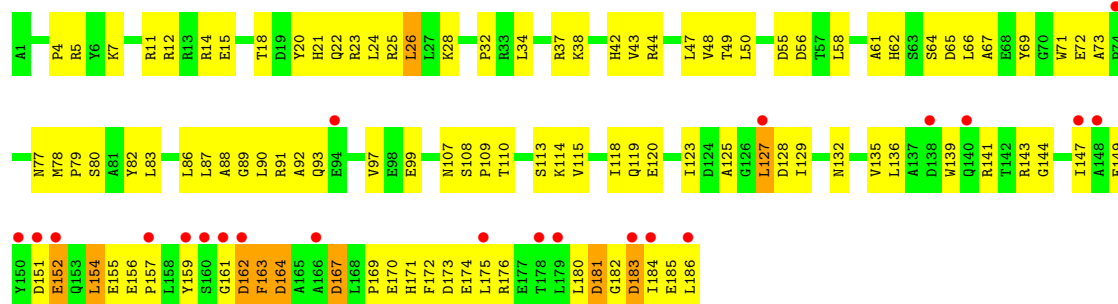 A1 P4 R5 Y6 K7 R11 R12 R13 R14 E15 T18 D19 Y20 H21 Q22 R23 L24 R25 L26 L27 K28 P32 R33 L34 R37 K38 H42 V43 R44 L47 V48 T49 L50 D55 D56 T57 L58 A61 H62 S63 S64 D65 L66 A67 E68 Y69 G70 W71 E72 A73
N77 M78 P79 S80 A81 Y82 L83 L86 L87 A88 G89 L90 R91 A92 Q93 E94 V97 E98 E99 N107 S108 P109 T110 S113 K114 V115 I118 Q119 E120 I123 D124 A125 G126 L127 D128 I129 N132 V135 L136 A137 D138 W139 Q140 R141 T142 R143 G144 I147 A148
Y150 D151 E152 Q153 L154 E155 E156 P157 L158 Y159 S160 G161 D162 F163 D164 A165 A166 D167 L168 P169 E170 H171 F172 D173 E174 L175 R176 E177 T178 L179 L180 D181 G182 D183 I184 E185 L186